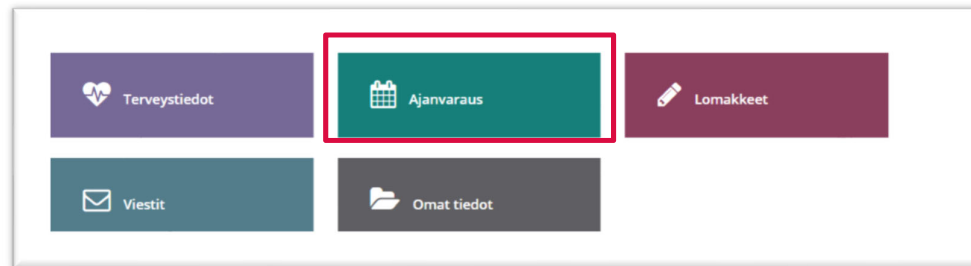 Terveystiedot
Ajanvaraus
Lomakkeet
Viestit
Omat tiedot